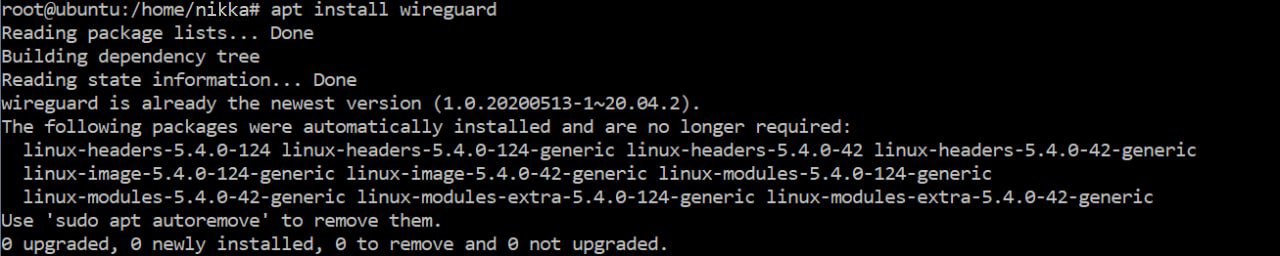 root@ubuntu:/home/nikka# apt install wireguard
Reading package lists... Done
Building dependency tree
Reading state information... Done
wireguard is already the newest version (1.0.20200513-1~20.04.2).
The following packages were automatically installed and are no longer required:
  linux-headers-5.4.0-124 linux-headers-5.4.0-124-generic linux-headers-5.4.0-42 linux-headers-5.4.0-42-generic
  linux-image-5.4.0-124-generic linux-image-5.4.0-42-generic linux-modules-5.4.0-124-generic
  linux-modules-5.4.0-42-generic linux-modules-extra-5.4.0-124-generic linux-modules-extra-5.4.0-42-generic
Use 'sudo apt autoremove' to remove them.
0 upgraded, 0 newly installed, 0 to remove and 0 not upgraded.